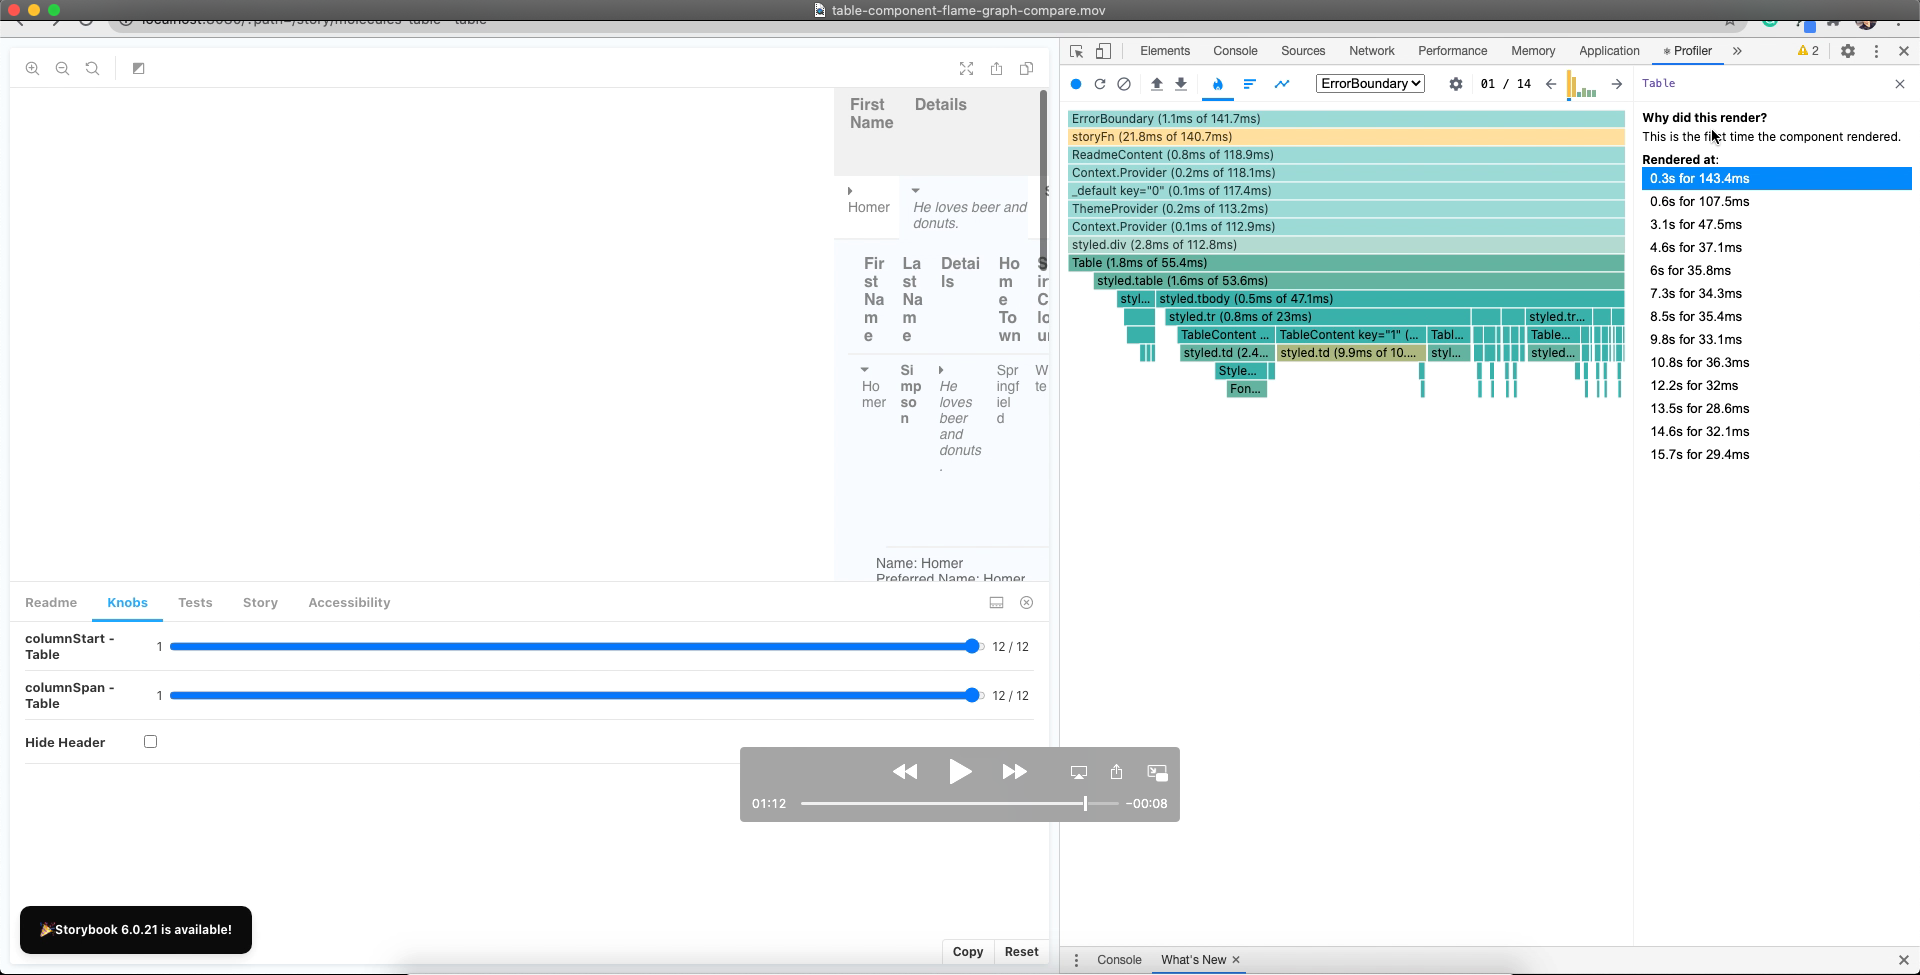 table-component-flame-graph-compare.mov
Elements Console Sources Network Performance Memory Application Profiler 2
ErrorBoundary 01 / 14 Table
First Name
Details
Homer
He loves beer and donuts.
Fir
st
Na
m
e
La
st
Na
m
e
Detai
ls
Ho
m
e
To
wn
Ho
mer
Si
mp
so
n
He
loves
beer
and
donuts
.
Spr
ingf
iel
d
Name: Homer
Preferred Name: Homer
Readme Knobs Tests Story Accessibility
columnStart -
Table
1 12 / 12
columnSpan -
Table
1 12 / 12
Hide Header
01:12 -00:08
Storybook 6.0.21 is available!
Copy Reset
ErrorBoundary (1.1ms of 141.7ms)
storyFn (21.8ms of 140.7ms)
ReadmeContent (0.8ms of 118.9ms)
Context.Provider (0.2ms of 118.1ms)
_default key="0" (0.1ms of 117.4ms)
ThemeProvider (0.2ms of 113.2ms)
Context.Provider (0.1ms of 112.9ms)
styled.div (2.8ms of 112.8ms)
Table (1.8ms of 55.4ms)
styled.table (1.6ms of 53.6ms)
styl... styled.tbody (0.5ms of 47.1ms)
styled.tr (0.8ms of 23ms) styled.tr...
TableContent ... TableContent key="1" (... Tabl... Table...
styled.td (2.4... styled.td (9.9ms of 10.... styl... styled...
Style...
Fon...
Why did this render?
This is the first time the component rendered.
Rendered at:
0.3s for 143.4ms
0.6s for 107.5ms
3.1s for 47.5ms
4.6s for 37.1ms
6s for 35.8ms
7.3s for 34.3ms
8.5s for 35.4ms
9.8s for 33.1ms
10.8s for 36.3ms
12.2s for 32ms
13.5s for 28.6ms
14.6s for 32.1ms
15.7s for 29.4ms
Console What's New